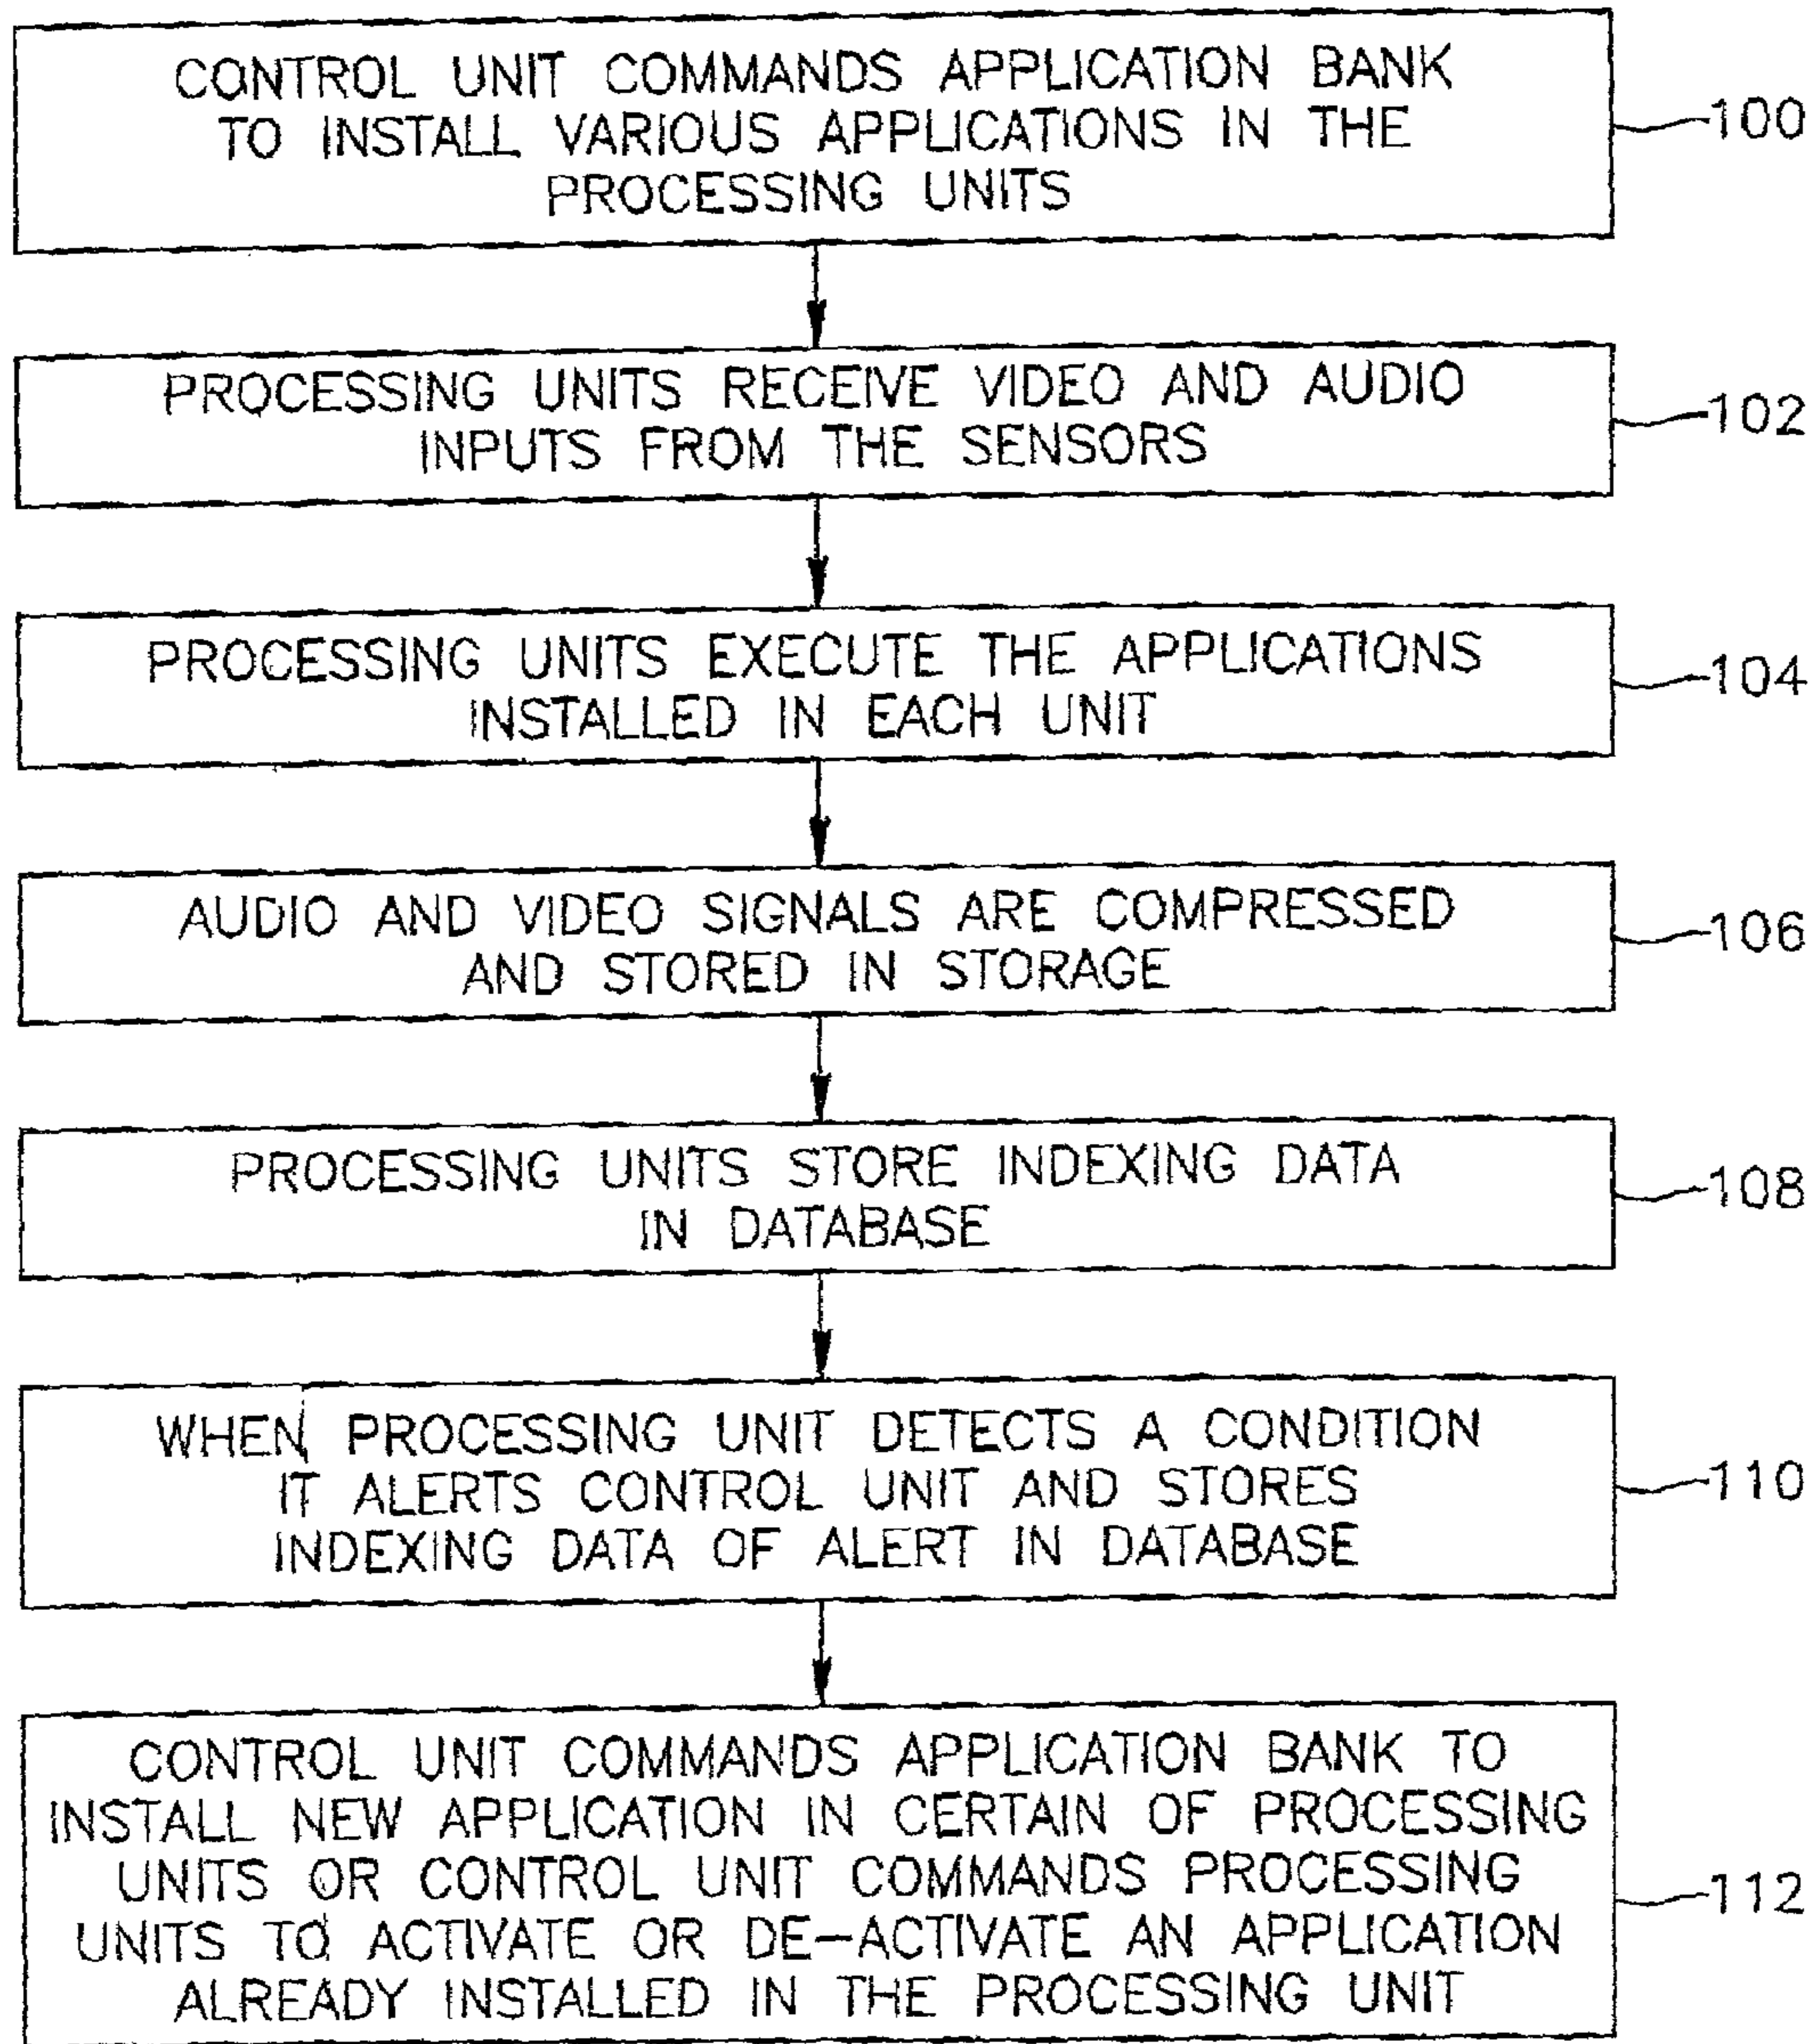 CONTROL UNIT COMMANDS APPLICATION BANK
TO INSTALL VARIOUS APPLICATIONS IN THE
PROCESSING UNITS
100
PROCESSING UNITS RECEIVE VIDEO AND AUDIO
INPUTS FROM THE SENSORS
102
PROCESSING UNITS EXECUTE THE APPLICATIONS
INSTALLED IN EACH UNIT
104
AUDIO AND VIDEO SIGNALS ARE COMPRESSED
AND STORED IN STORAGE
106
PROCESSING UNITS STORE INDEXING DATA
IN DATABASE
108
WHEN PROCESSING UNIT DETECTS A CONDITION
IT ALERTS CONTROL UNIT AND STORES
INDEXING DATA OF ALERT IN DATABASE
110
CONTROL UNIT COMMANDS APPLICATION BANK TO
INSTALL NEW APPLICATION IN CERTAIN OF PROCESSING
UNITS OR CONTROL UNIT COMMANDS PROCESSING
UNITS TO ACTIVATE OR DE-ACTIVATE AN APPLICATION
ALREADY INSTALLED IN THE PROCESSING UNIT
112